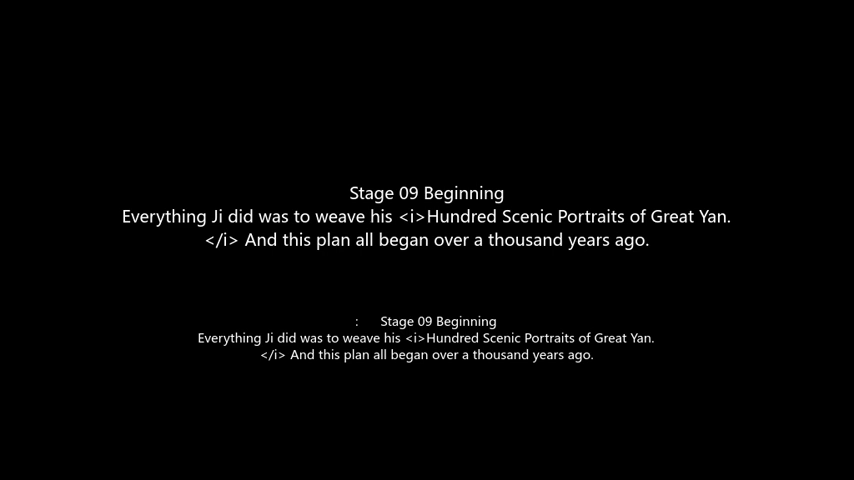 Stage 09 Beginning
Everything Ji did was to weave his <i>Hundred Scenic Portraits of Great Yan.
</i> And this plan all began over a thousand years ago.
: Stage 09 Beginning
Everything Ji did was to weave his <i>Hundred Scenic Portraits of Great Yan.
</i> And this plan all began over a thousand years ago.